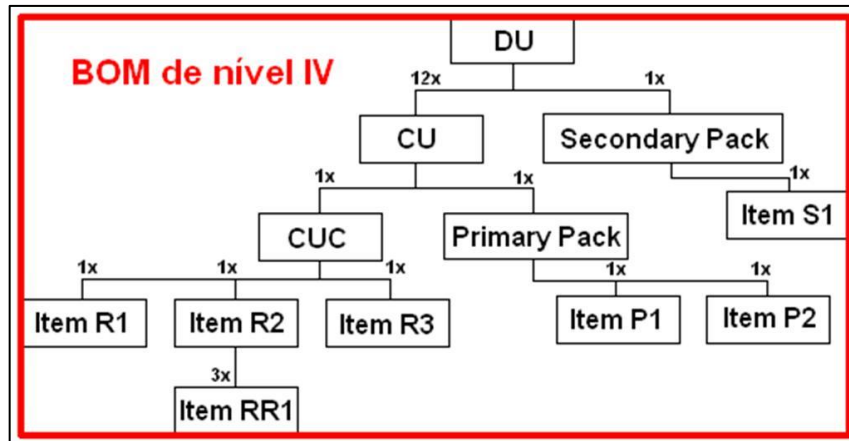 DU
BOM de nível IV
12x
1x
CU
Secondary Pack
1x
1x
1x
Item S1
CUC
Primary Pack
1x
1x
1x
1x
1x
Item R1
Item R2
Item R3
Item P1
Item P2
3x
Item RR1